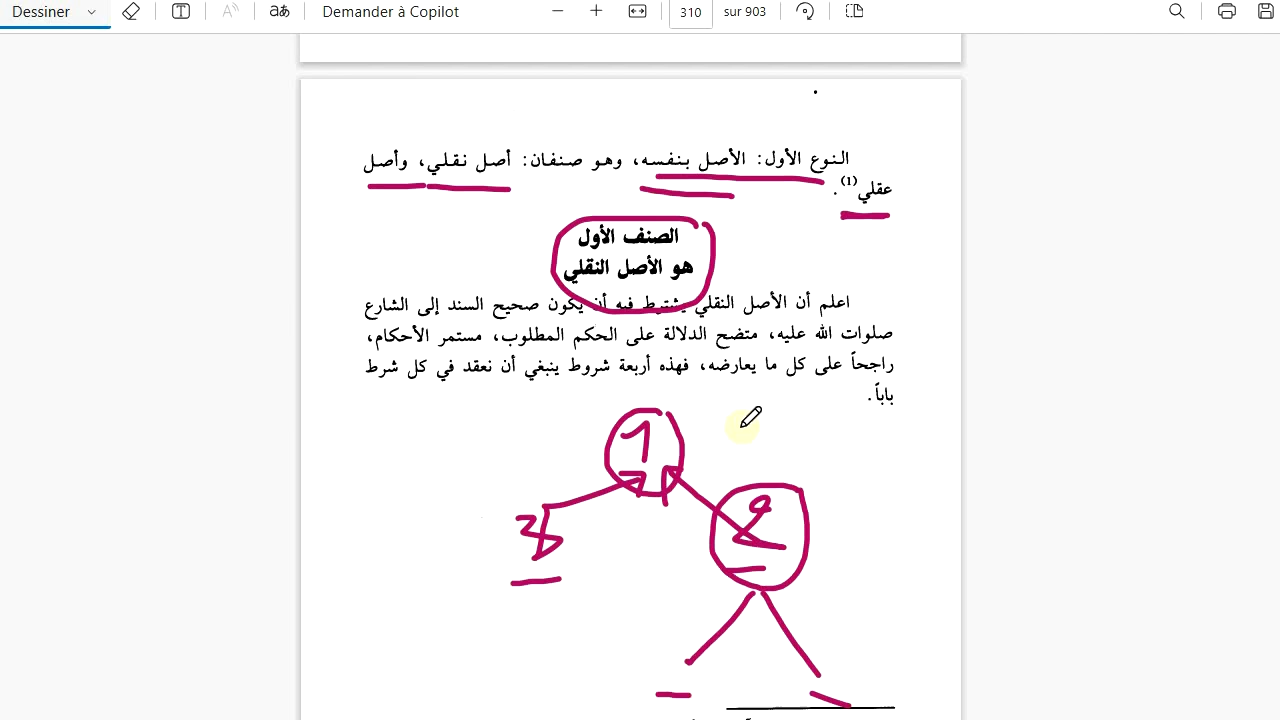 Dessiner
Demander à Copilot
310 sur 903
النوع الأول: الأصل بنفسه، وهو صنفان: أصل نقلي، وأصل
عقلي(1).
الصنف الأول
هو الأصل النقلي
اعلم أن الأصل النقلي يشترط فيه أن يكون صحيح السند إلى الشارع
صلوات الله عليه، متضح الدلالة على الحكم المطلوب، مستمر الأحكام،
راجحاً على كل ما يعارضه، فهذه أربعة شروط ينبغي أن نعقد في كل شرط
باباً.
1
2
3